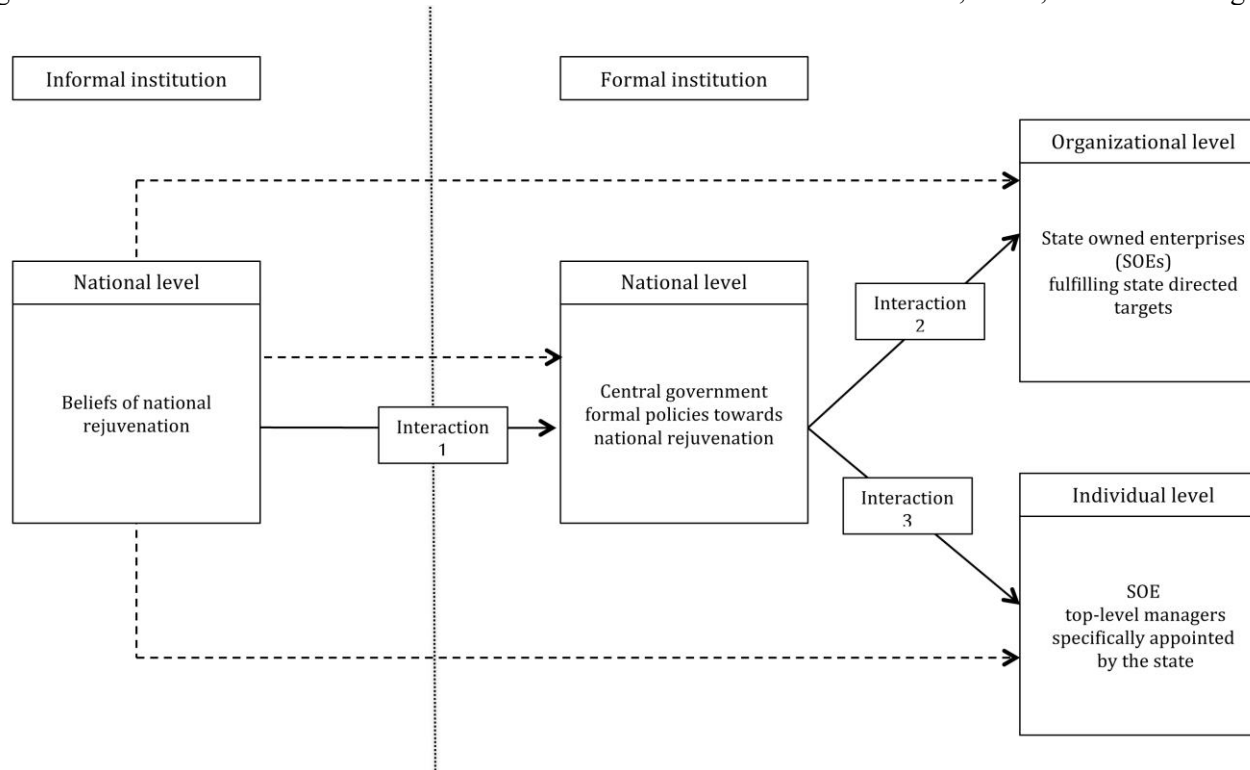 Informal institution
Formal institution
Organizational level
State owned enterprises
(SOEs)
fulfilling state directed
targets
National level
Beliefs of national
rejuvenation
National level
Central government
formal policies towards
national rejuvenation
Interaction
1
Interaction
2
Interaction
3
Individual level
SOE
top-level managers
specifically appointed
by the state